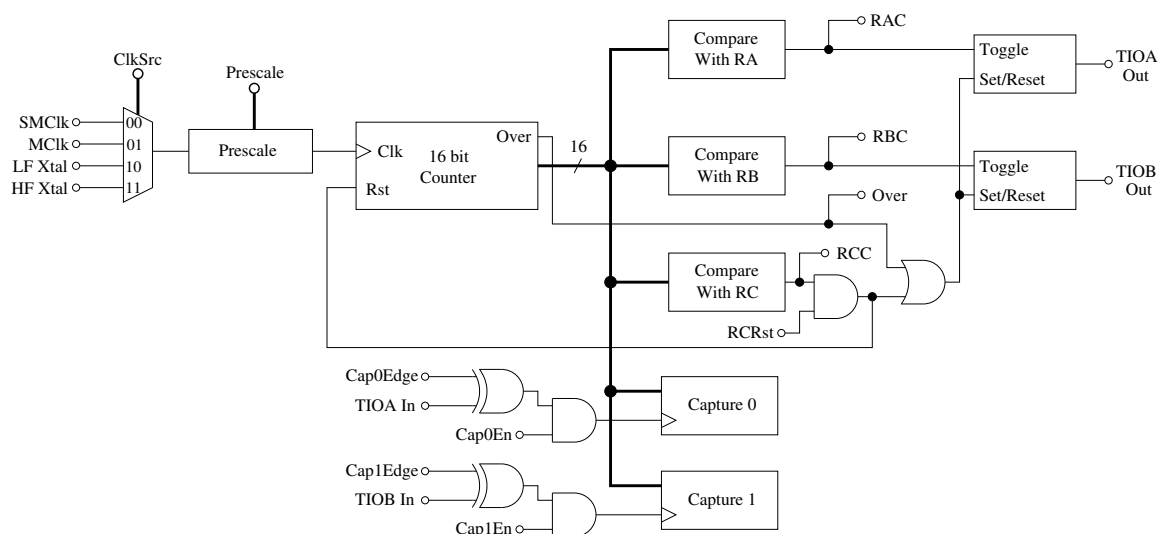 ClkSrc
SMClk
MClk
LF Xtal
HF Xtal
00
01
10
11
Prescale
Prescale
Clk
Rst
16 bit
Counter
Over
16
Compare
With RA
RAC
Toggle
Set/Reset
TIOA
Out
Compare
With RB
RBC
Toggle
Set/Reset
TIOB
Out
Over
Compare
With RC
RCC
RCRst
Cap0Edge
TIOA In
Cap0En
Capture 0
Cap1Edge
TIOB In
Cap1En
Capture 1